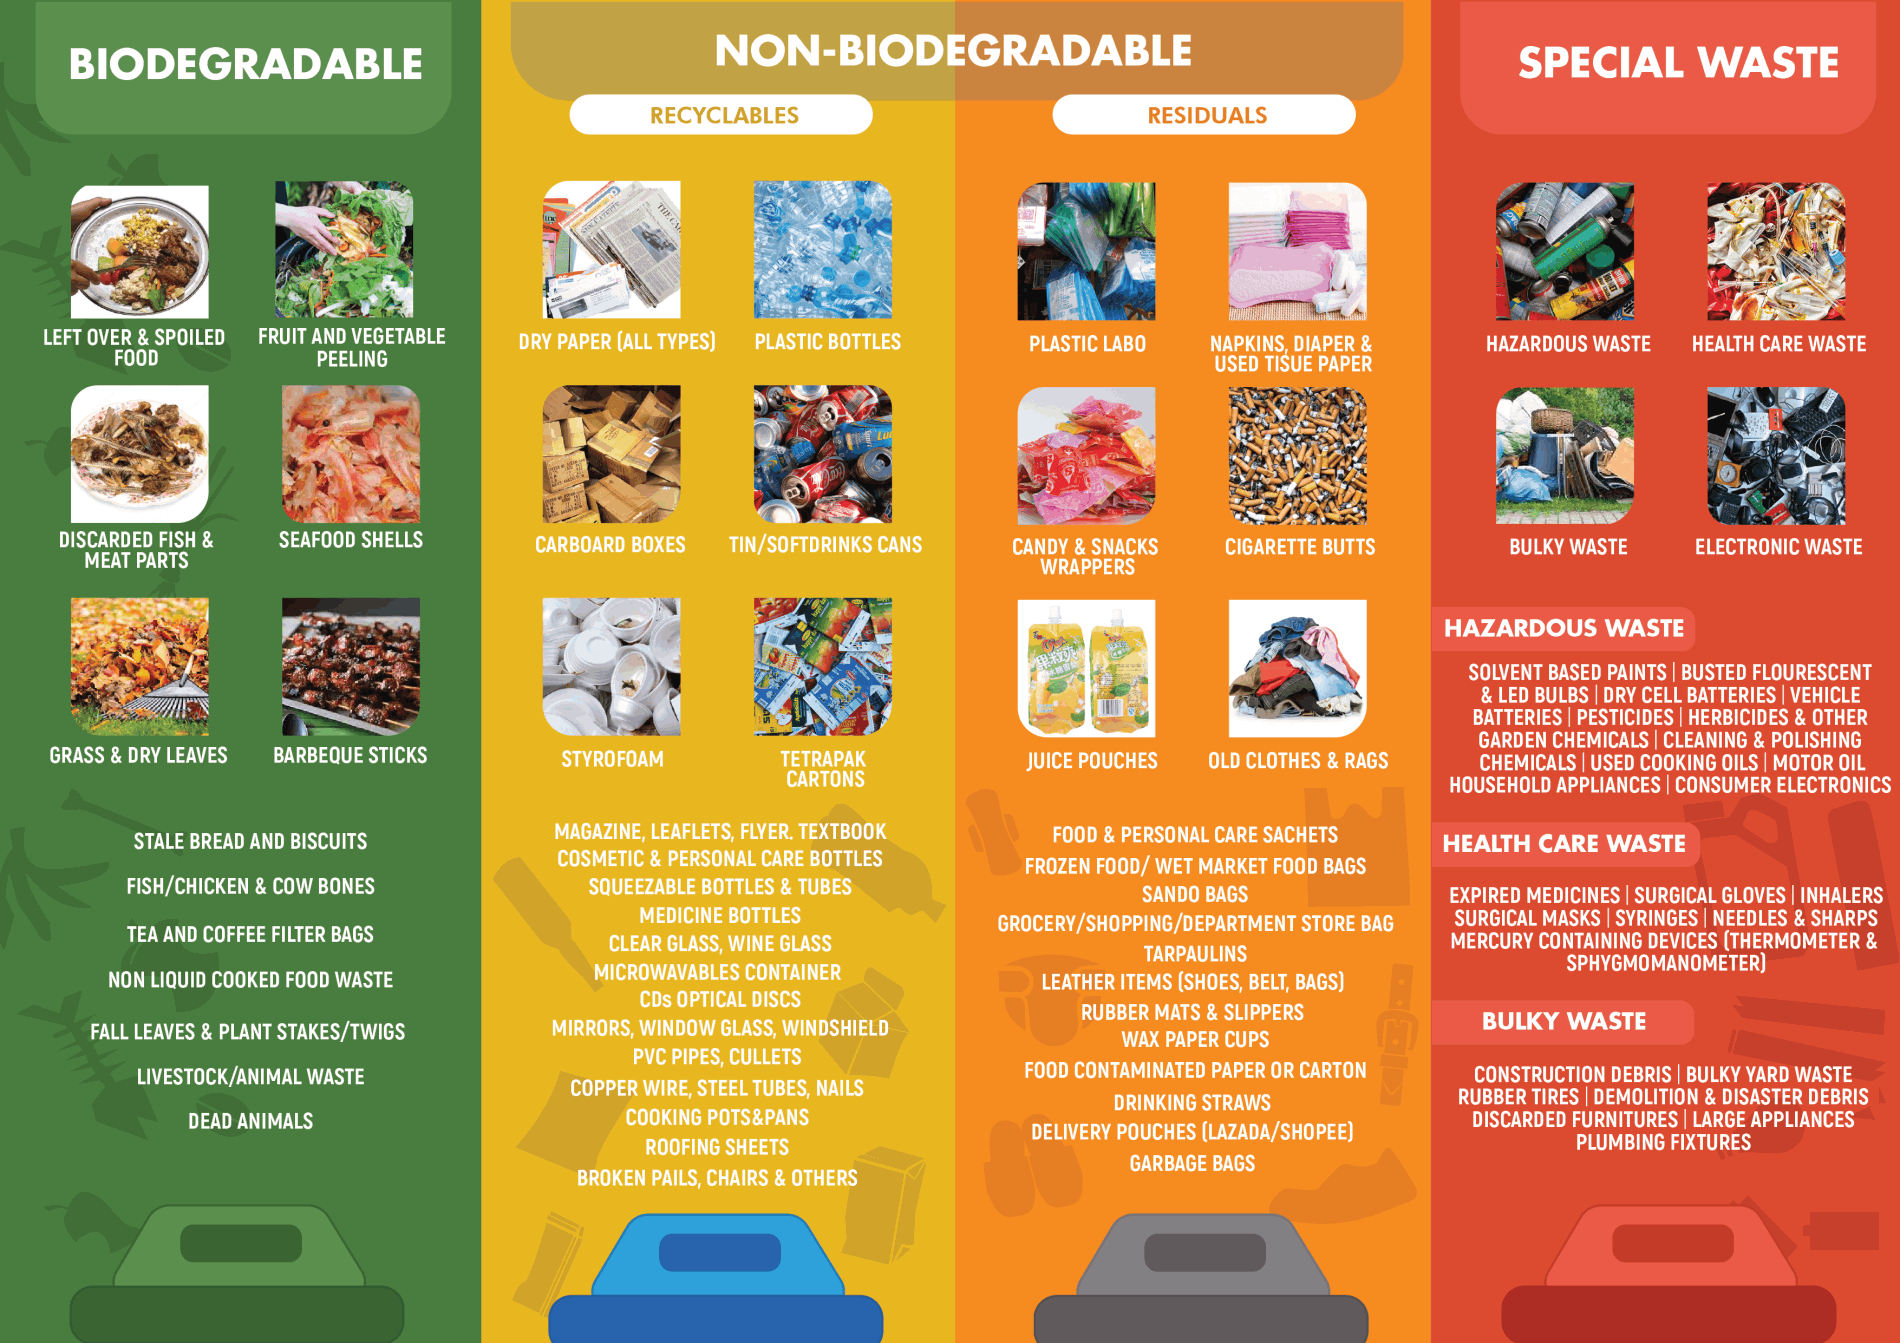 BIODEGRADABLE
LEFT OVER & SPOILED
FOOD
FRUIT AND VEGETABLE
PEELING
DISCARDED FISH &
MEAT PARTS
SEAFOOD SHELLS
GRASS & DRY LEAVES
BARBEQUE STICKS
STALE BREAD AND BISCUITS
FISH/CHICKEN & COW BONES
TEA AND COFFEE FILTER BAGS
NON LIQUID COOKED FOOD WASTE
FALL LEAVES & PLANT STAKES/TWIGS
LIVESTOCK/ANIMAL WASTE
DEAD ANIMALS
NON-BIODEGRADABLE
RECYCLABLES
DRY PAPER (ALL TYPES)
PLASTIC BOTTLES
CARBOARD BOXES
TIN/SOFTDRINKS CANS
STYROFOAM
TETRAPAK
CARTONS
MAGAZINE, LEAFLETS, FLYER. TEXTBOOK
COSMETIC & PERSONAL CARE BOTTLES
SQUEEZABLE BOTTLES & TUBES
MEDICINE BOTTLES
CLEAR GLASS, WINE GLASS
MICROWAVABLES CONTAINER
CDs OPTICAL DISCS
MIRRORS, WINDOW GLASS, WINDSHIELD
PVC PIPES, CULLETS
COPPER WIRE, STEEL TUBES, NAILS
COOKING POTS&PANS
ROOFING SHEETS
BROKEN PAILS, CHAIRS & OTHERS
RESIDUALS
PLASTIC LABO
NAPKINS, DIAPER &
USED TISUE PAPER
CANDY & SNACKS
WRAPPERS
CIGARETTE BUTTS
JUICE POUCHES
OLD CLOTHES & RAGS
FOOD & PERSONAL CARE SACHETS
FROZEN FOOD/ WET MARKET FOOD BAGS
SANDO BAGS
GROCERY/SHOPPING/DEPARTMENT STORE BAG
TARPAULINS
LEATHER ITEMS (SHOES, BELT, BAGS)
RUBBER MATS & SLIPPERS
WAX PAPER CUPS
FOOD CONTAMINATED PAPER OR CARTON
DRINKING STRAWS
DELIVERY POUCHES (LAZADA/SHOPEE)
GARBAGE BAGS
SPECIAL WASTE
HAZARDOUS WASTE
HEALTH CARE WASTE
BULKY WASTE
ELECTRONIC WASTE
HAZARDOUS WASTE
SOLVENT BASED PAINTS | BUSTED FLOURESCENT
& LED BULBS | DRY CELL BATTERIES | VEHICLE
BATTERIES | PESTICIDES | HERBICIDES & OTHER
GARDEN CHEMICALS | CLEANING & POLISHING
CHEMICALS | USED COOKING OILS | MOTOR OIL
HOUSEHOLD APPLIANCES | CONSUMER ELECTRONICS
HEALTH CARE WASTE
EXPIRED MEDICINES | SURGICAL GLOVES | INHALERS
SURGICAL MASKS | SYRINGES | NEEDLES & SHARPS
MERCURY CONTAINING DEVICES (THERMOMETER &
SPHYGMOMANOMETER)
BULKY WASTE
CONSTRUCTION DEBRIS | BULKY YARD WASTE
RUBBER TIRES | DEMOLITION & DISASTER DEBRIS
DISCARDED FURNITURES | LARGE APPLIANCES
PLUMBING FIXTURES